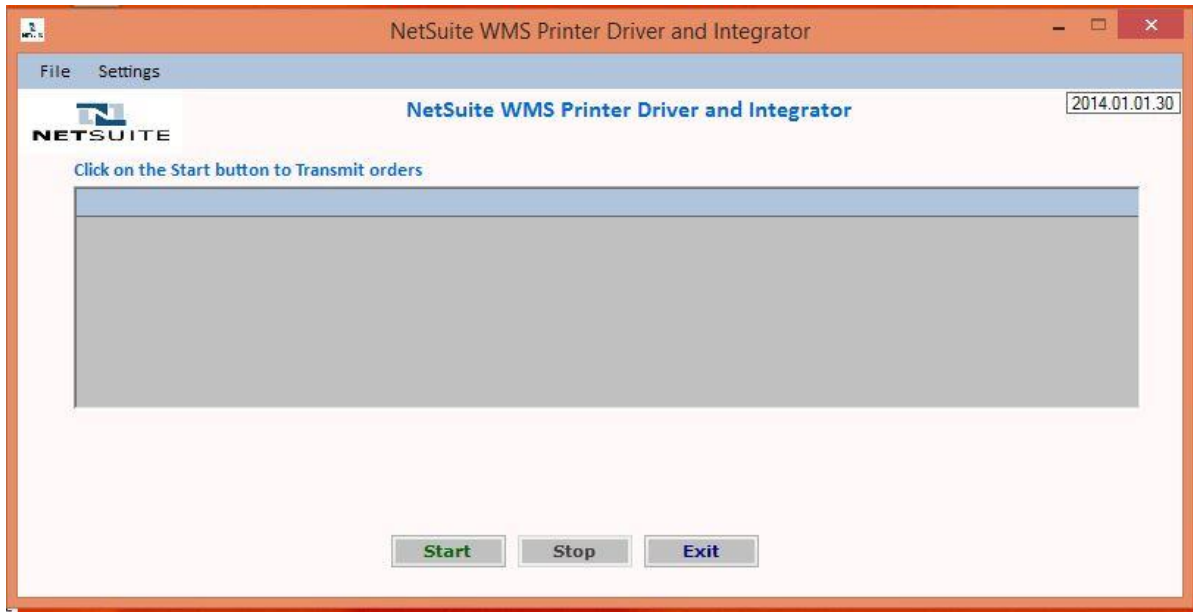 NetSuite WMS Printer Driver and Integrator
File Settings
NETSUITE
NetSuite WMS Printer Driver and Integrator
2014.01.01.30
Click on the Start button to Transmit orders
Start Stop Exit